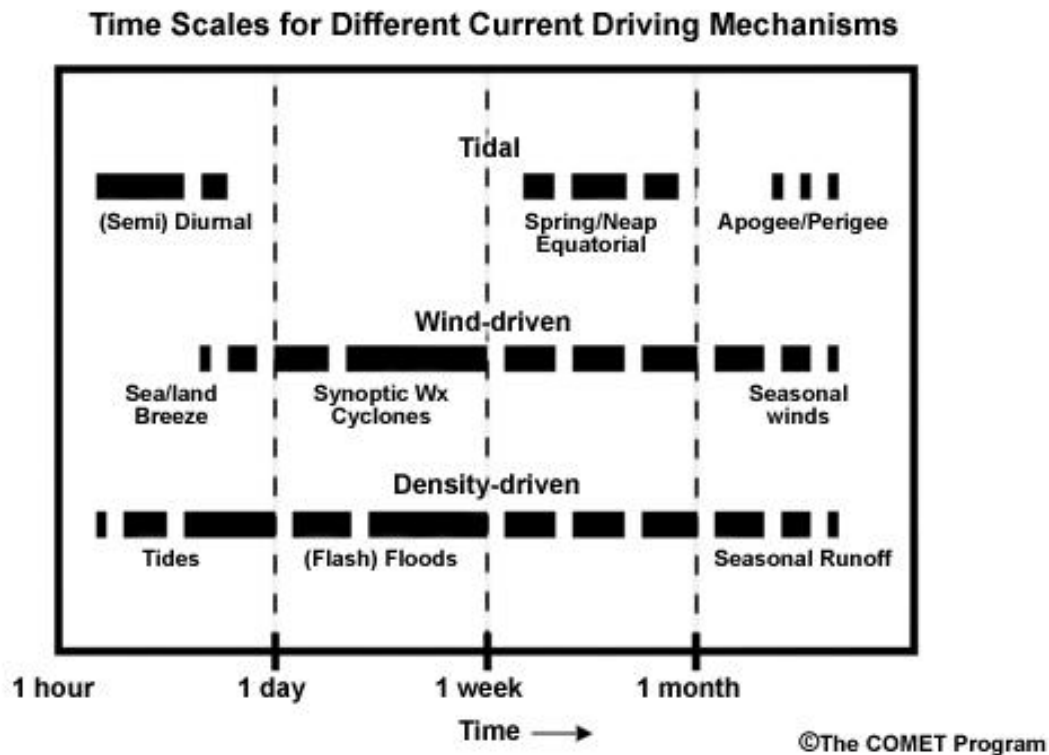 Time Scales for Different Current Driving Mechanisms
Tidal
(Semi) Diurnal
Spring/Neap
Equatorial
Apogee/Perigee
Wind-driven
Sea/land
Breeze
Synoptic Wx
Cyclones
Seasonal
winds
Density-driven
Tides
(Flash) Floods
Seasonal Runoff
1 hour
1 day
1 week
1 month
Time
©The COMET Program